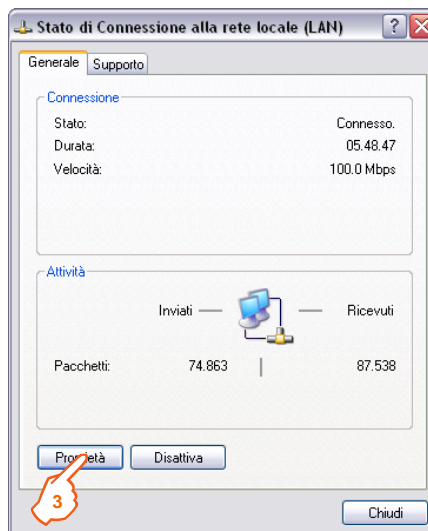 Stato di Connessione alla rete locale (LAN)
Generale Supporto
Connessione
Stato: Connesso.
Durata: 05.48.47
Velocità: 100.0 Mbps
Attività
Inviati Ricevuti
Pacchetti: 74.863 87.538
Proprietà Disattiva
3
Chiudi